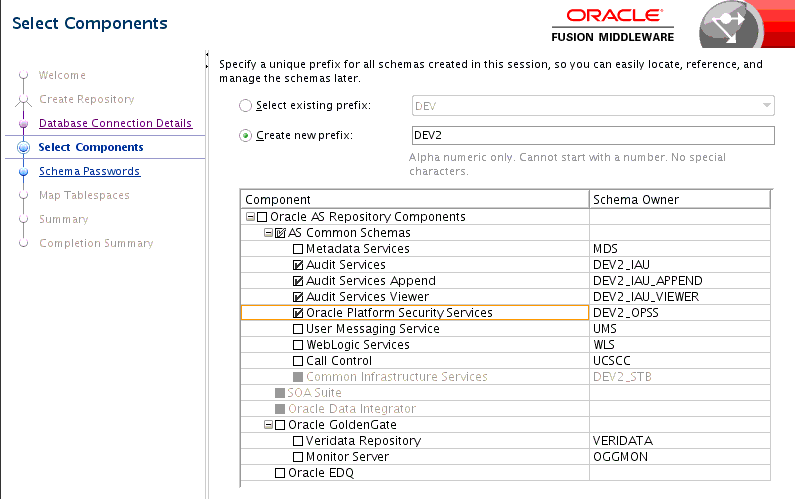 Select Components
ORACLE
FUSION MIDDLEWARE
Welcome
Create Repository
Database Connection Details
Select Components
Schema Passwords
Map Tablespaces
Summary
Completion Summary
Specify a unique prefix for all schemas created in this session, so you can easily locate, reference, and
manage the schemas later.
Select existing prefix: DEV
Create new prefix: DEV2
Alpha numeric only. Cannot start with a number. No special
characters.
Component Schema Owner
Oracle AS Repository Components
AS Common Schemas
Metadata Services MDS
Audit Services DEV2_IAU
Audit Services Append DEV2_IAU_APPEND
Audit Services Viewer DEV2_IAU_VIEWER
Oracle Platform Security Services DEV2_OPSS
User Messaging Service UMS
WebLogic Services WLS
Call Control UCSCC
Common Infrastructure Services DEV2_STB
SOA Suite
Oracle Data Integrator
Oracle GoldenGate
Veridata Repository VERIDATA
Monitor Server OGGMON
Oracle EDQ